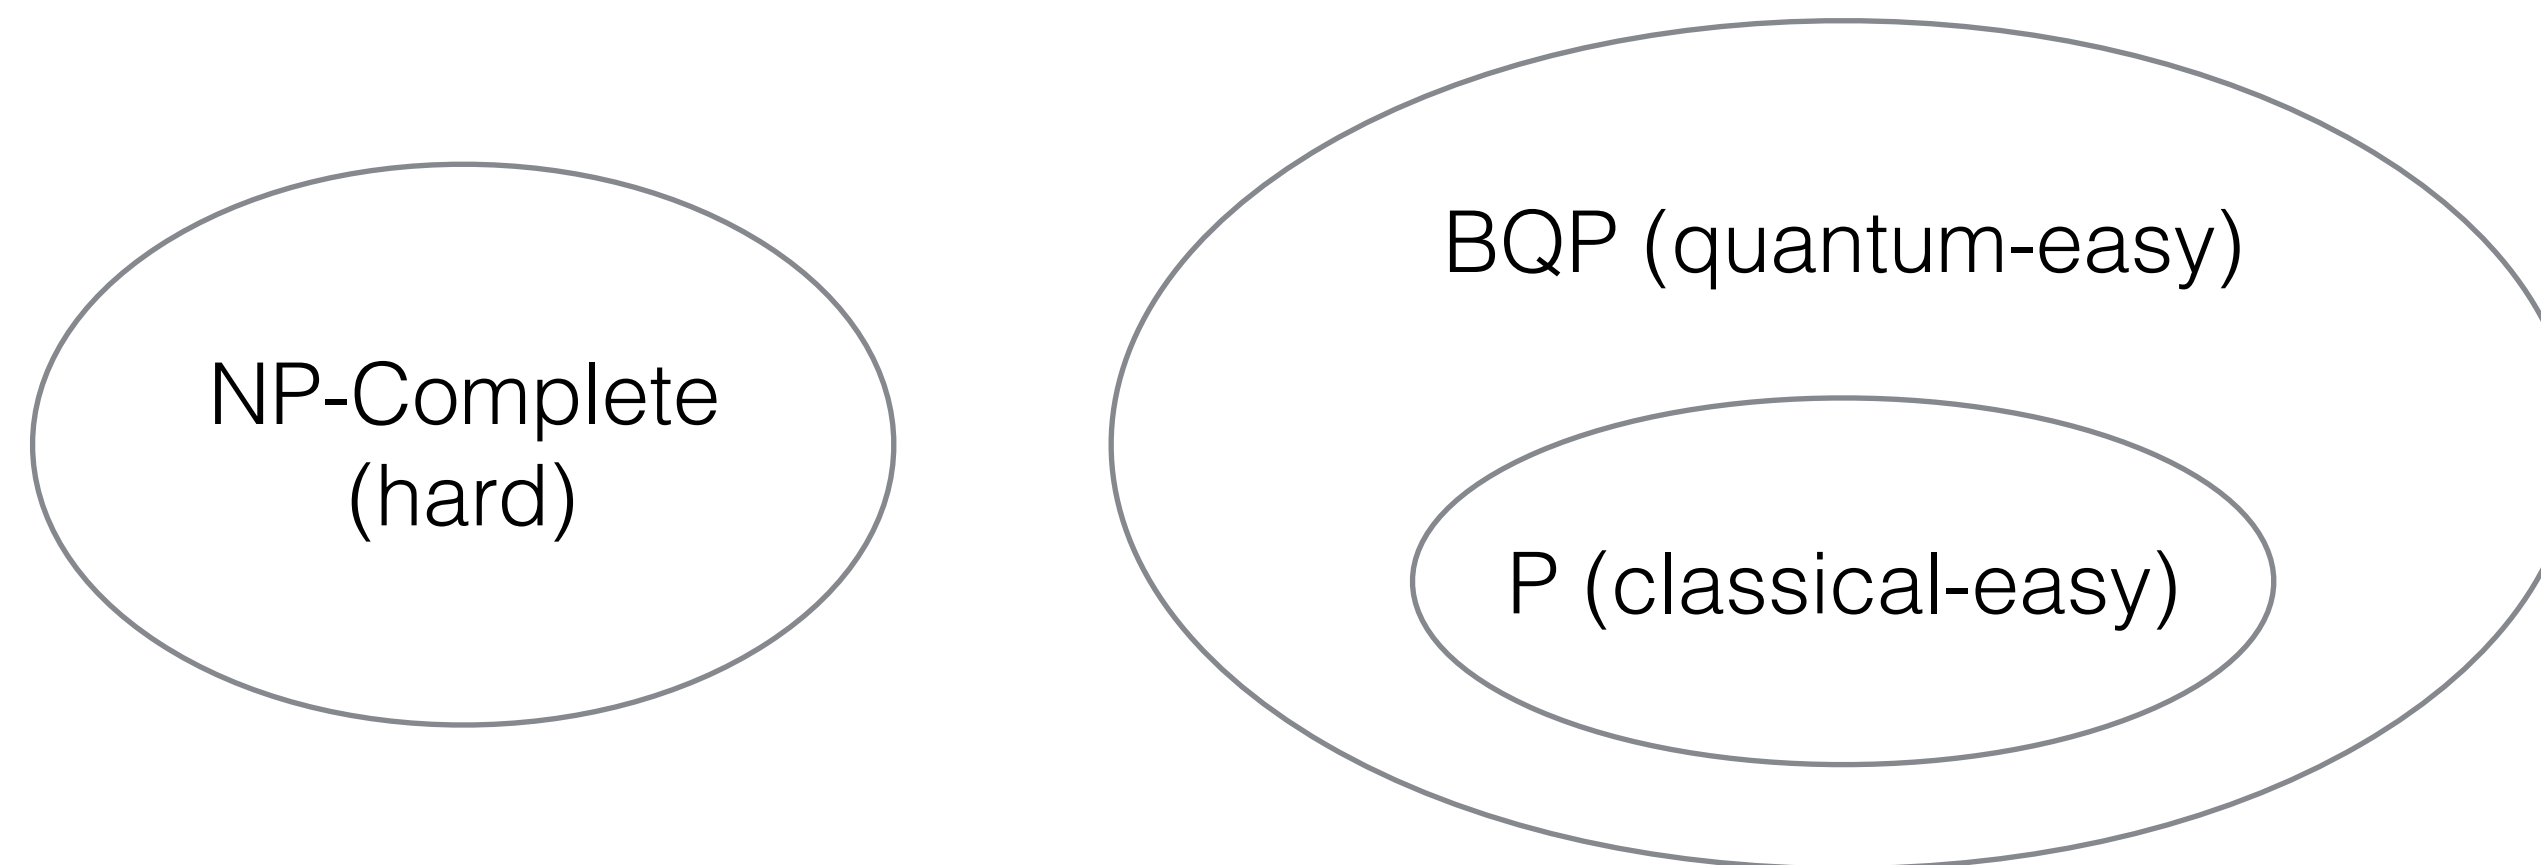 NP-Complete
(hard)
BQP (quantum-easy)
P (classical-easy)